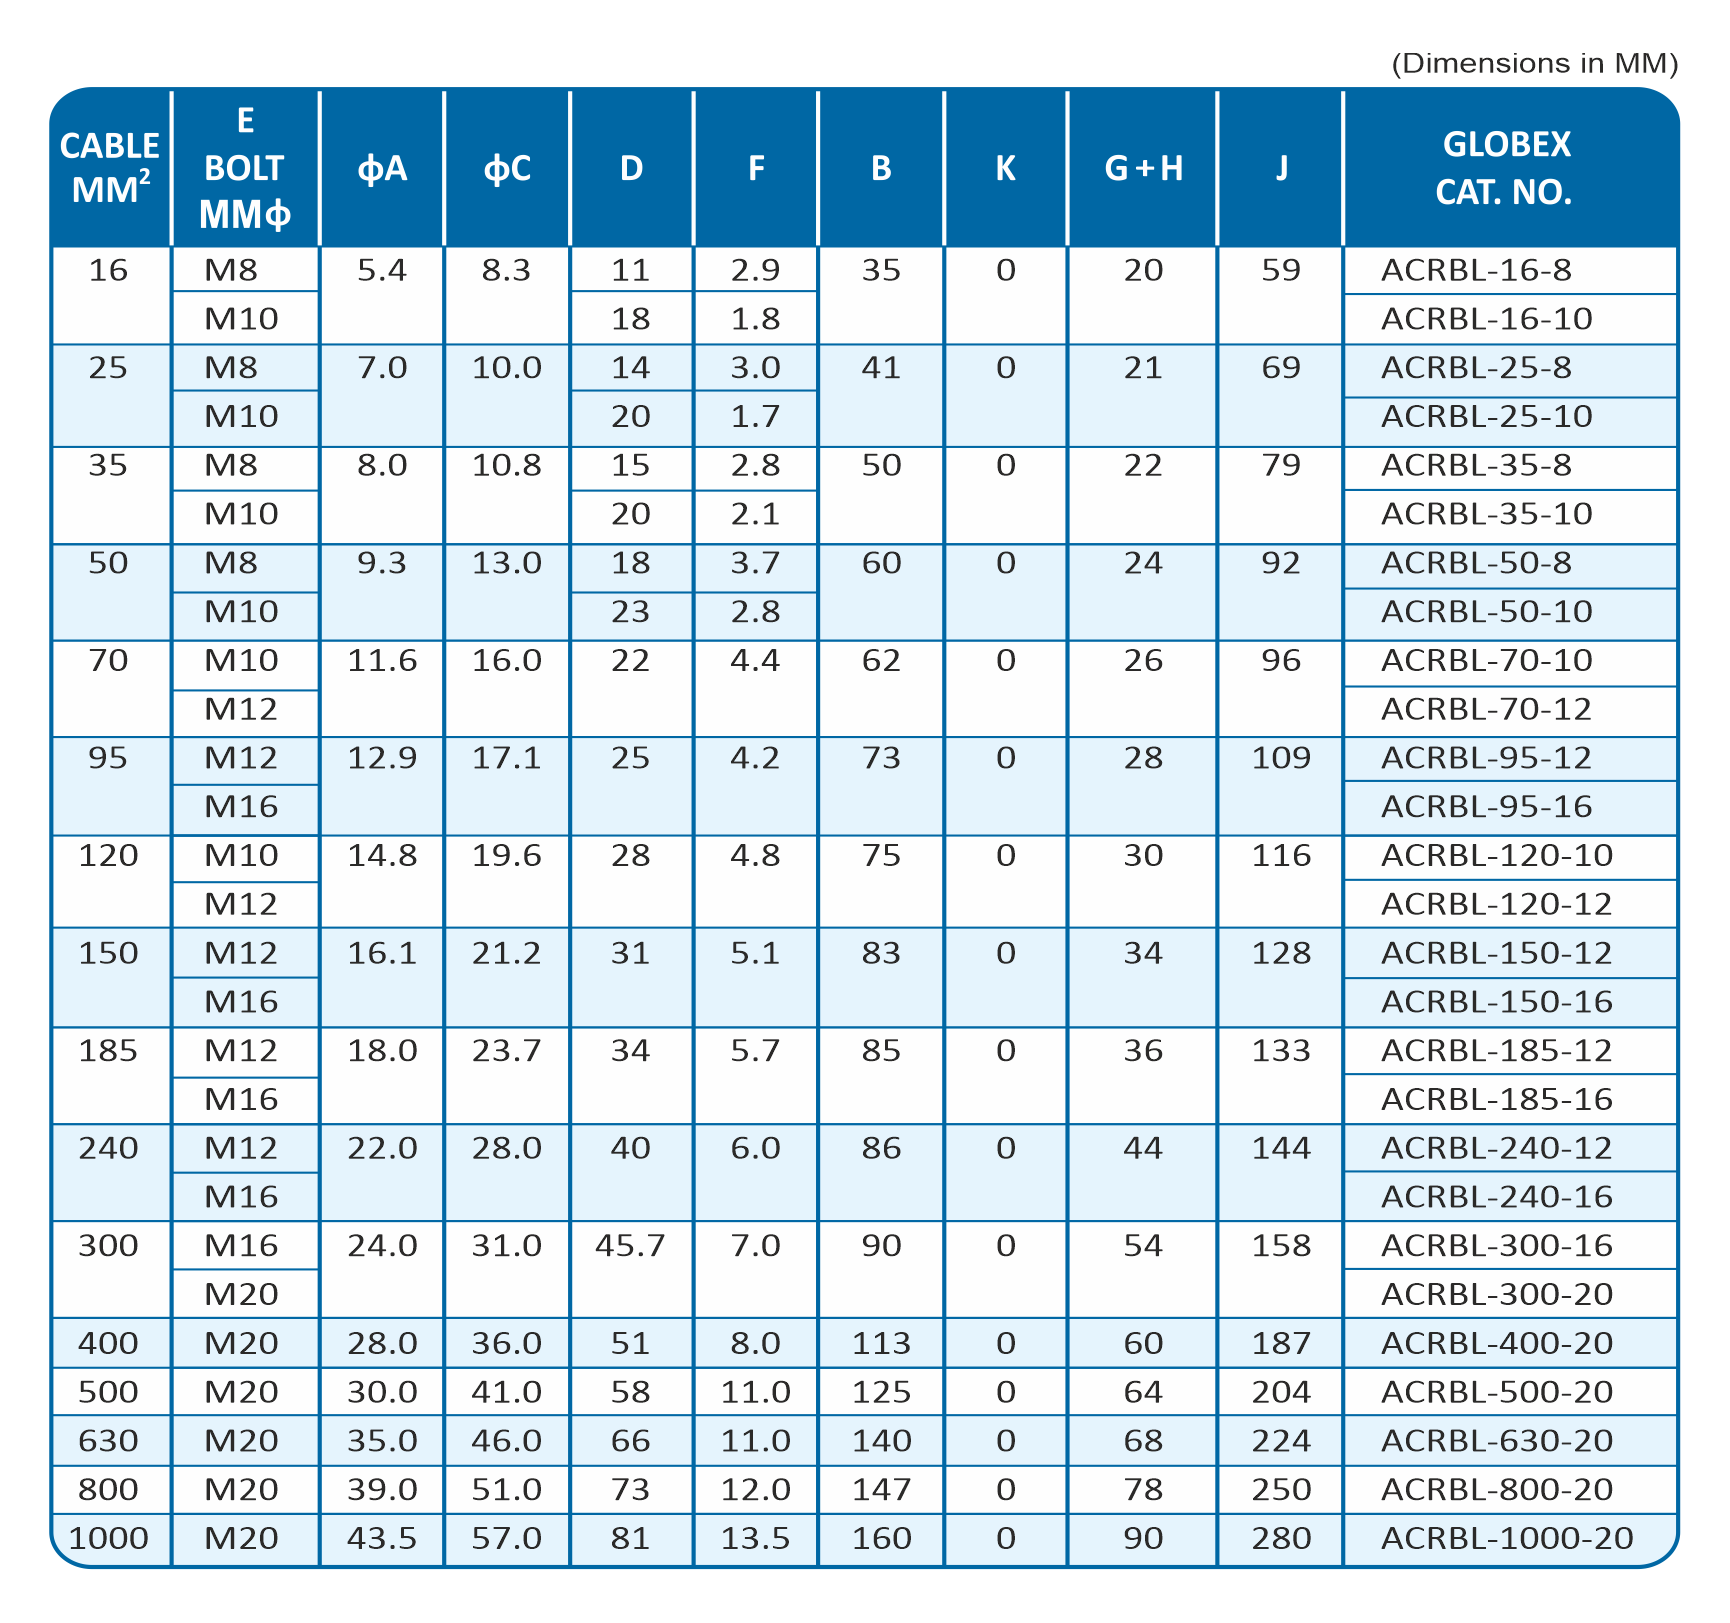 (Dimensions in MM)
CABLE MM² E BOLT MMϕ ϕA ϕC D F B K G+H J GLOBEX CAT. NO.
16 M8 5.4 8.3 11 2.9 35 0 20 59 ACRBL-16-8
M10 18 1.8 ACRBL-16-10
25 M8 7.0 10.0 14 3.0 41 0 21 69 ACRBL-25-8
M10 20 1.7 ACRBL-25-10
35 M8 8.0 10.8 15 2.8 50 0 22 79 ACRBL-35-8
M10 20 2.1 ACRBL-35-10
50 M8 9.3 13.0 18 3.7 60 0 24 92 ACRBL-50-8
M10 23 2.8 ACRBL-50-10
70 M10 11.6 16.0 22 4.4 62 0 26 96 ACRBL-70-10
M12 ACRBL-70-12
95 M12 12.9 17.1 25 4.2 73 0 28 109 ACRBL-95-12
M16 ACRBL-95-16
120 M10 14.8 19.6 28 4.8 75 0 30 116 ACRBL-120-10
M12 ACRBL-120-12
150 M12 16.1 21.2 31 5.1 83 0 34 128 ACRBL-150-12
M16 ACRBL-150-16
185 M12 18.0 23.7 34 5.7 85 0 36 133 ACRBL-185-12
M16 ACRBL-185-16
240 M12 22.0 28.0 40 6.0 86 0 44 144 ACRBL-240-12
M16 ACRBL-240-16
300 M16 24.0 31.0 45.7 7.0 90 0 54 158 ACRBL-300-16
M20 ACRBL-300-20
400 M20 28.0 36.0 51 8.0 113 0 60 187 ACRBL-400-20
500 M20 30.0 41.0 58 11.0 125 0 64 204 ACRBL-500-20
630 M20 35.0 46.0 66 11.0 140 0 68 224 ACRBL-630-20
800 M20 39.0 51.0 73 12.0 147 0 78 250 ACRBL-800-20
1000 M20 43.5 57.0 81 13.5 160 0 90 280 ACRBL-1000-20